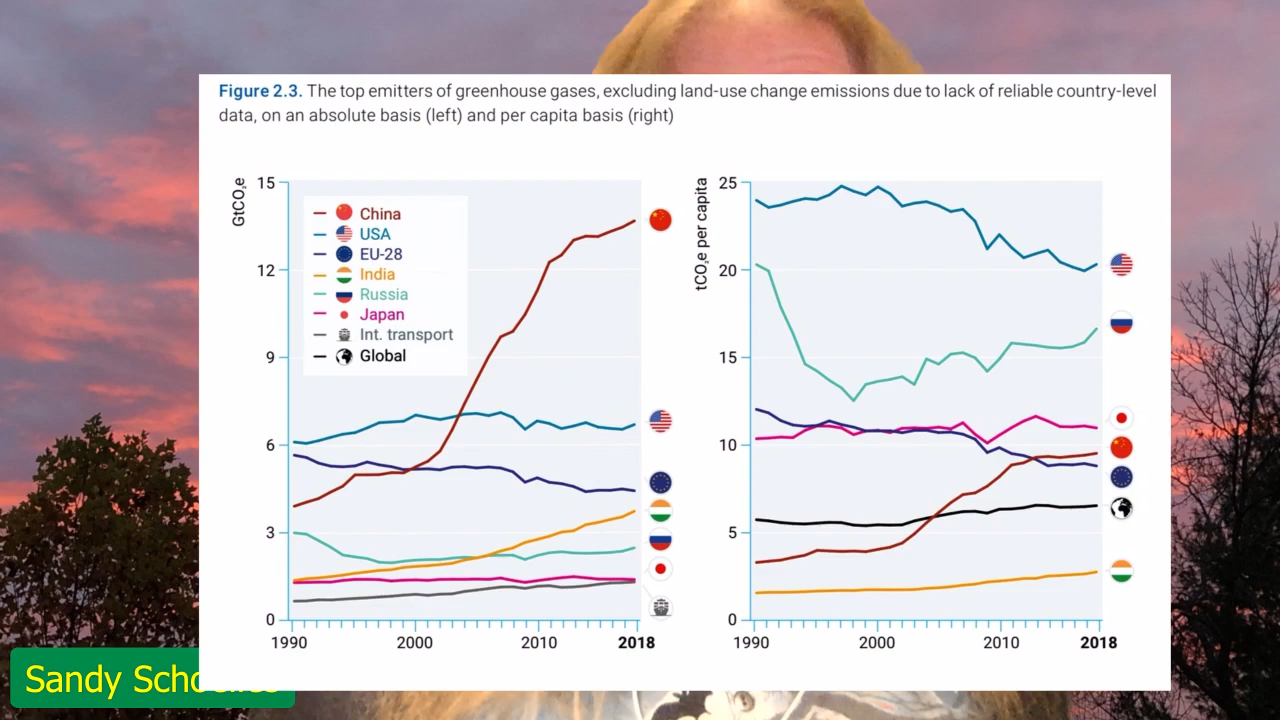 Figure 2.3. The top emitters of greenhouse gases, excluding land-use change emissions due to lack of reliable country-level
data, on an absolute basis (left) and per capita basis (right)
GtCO₂e
15
12
9
6
3
0
China
USA
EU-28
India
Russia
Japan
Int. transport
Global
1990
2000
2010
2018
tCO₂e per capita
25
20
15
10
5
0
1990
2000
2010
2018
Sandy